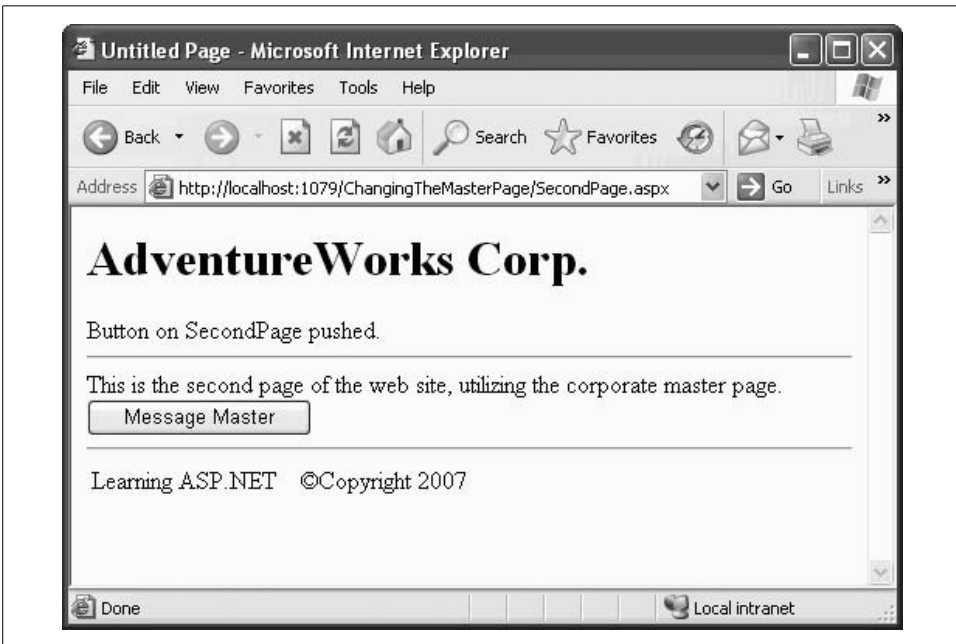 Untitled Page - Microsoft Internet Explorer
File Edit View Favorites Tools Help
Back Search Favorites »
Address http://localhost:1079/ChangingTheMasterPage/SecondPage.aspx Go Links »
AdventureWorks Corp.
Button on SecondPage pushed.
This is the second page of the web site, utilizing the corporate master page.
Message Master
Learning ASP.NET ©Copyright 2007
Done Local intranet